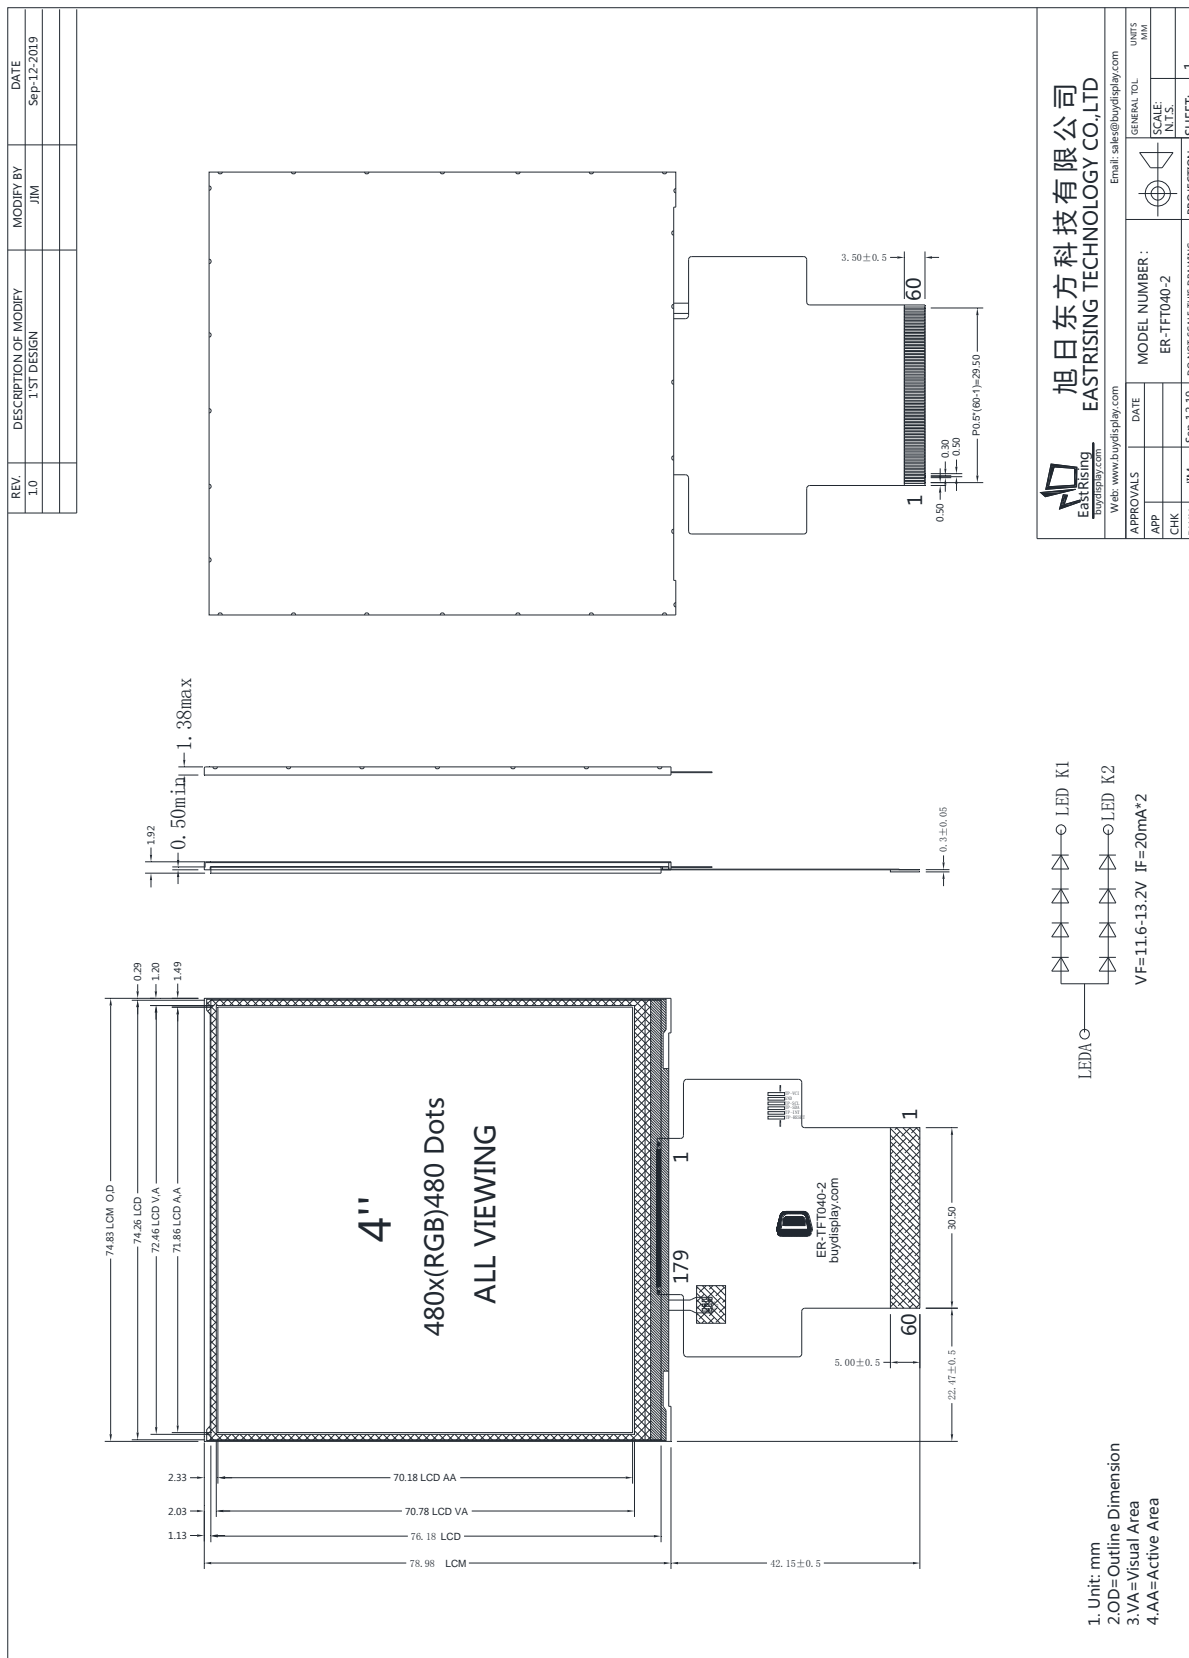 REV.
DESCRIPTION OF MODIFY
MODIFY BY
DATE
1.0
1'ST DESIGN
JIM
Sep-12-2019
74.83 LCM O,D
74.26 LCD
72.46 LCD V,A
71.86 LCD A,A
0.29
1.20
1.49
2.33
70.18 LCD AA
2.03
70.78 LCD VA
1.13
76.18 LCD
78.98 LCM
42.15±0.5
4''
480x(RGB)480 Dots
ALL VIEWING
179
1
ER-TFT040-2
buydisplay.com
60
1
5.00±0.5
22.47±0.5
30.50
1.92
0.50min
1.38max
0.3±0.05
3.50±0.5
1
60
0.50
0.30
0.50
P0.5*(60-1)=29.50
LEDA
LED K1
LED K2
VF=11.6-13.2V IF=20mA*2
1. Unit: mm
2.OD=Outline Dimension
3.VA=Visual Area
4.AA=Active Area
EastRising
buydisplay.com
旭日东方科技有限公司
EASTRISING TECHNOLOGY CO.,LTD
Web: www.buydisplay.com
Email: sales@buydisplay.com
APPROVALS
DATE
MODEL NUMBER :
ER-TFT040-2
GENERAL TOL.
UNITS
MM
APP
SCALE:
N.T.S.
CHK